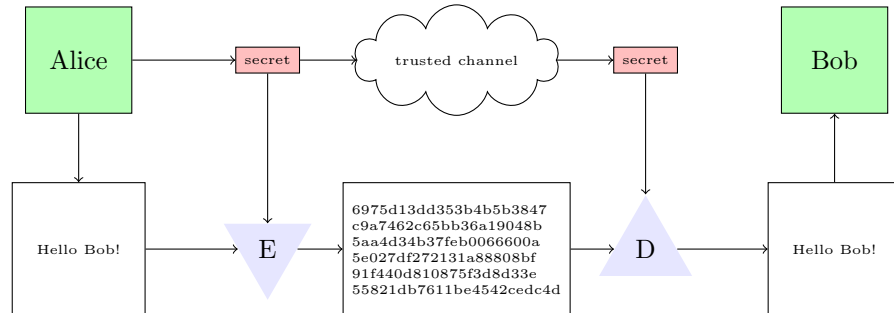 Alice
secret
trusted channel
secret
Bob
Hello Bob!
E
6975d13dd353b4b5b3847
c9a7462c65bb36a19048b
5aa4d34b37feb0066600a
5e027df272131a88808bf
91f440d810875f3d8d33e
55821db7611be4542cedc4d
D
Hello Bob!